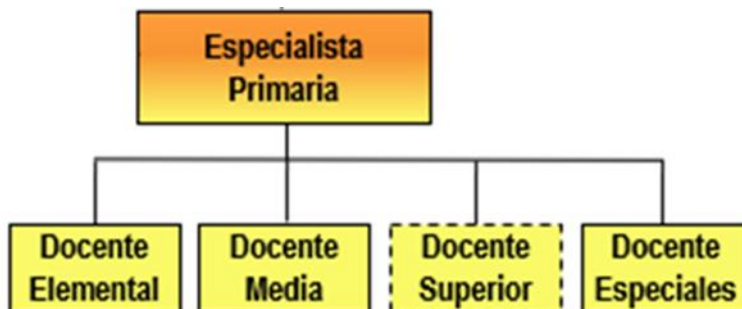 Especialista
Primaria
Docente
Elemental
Docente
Media
Docente
Superior
Docente
Especiales